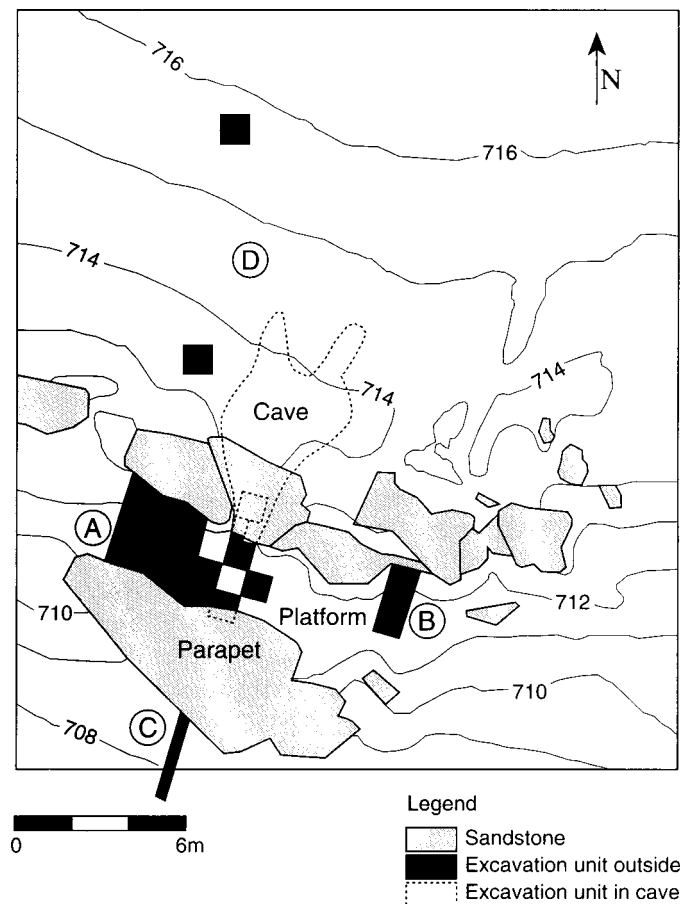 716
N
716
D
714
714
714
Cave
A
710
Platform
B
712
Parapet
710
C
708
0
6m
Legend
Sandstone
Excavation unit outside
Excavation unit in cave